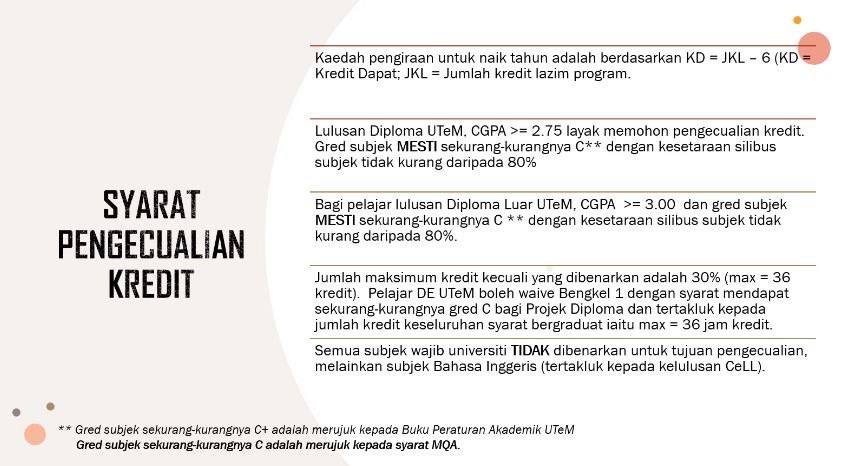 SYARAT
PENGECUALIAN
KREDIT
Kaedah pengiraan untuk naik tahun adalah berdasarkan KD = JKL – 6 (KD =
Kredit Dapat; JKL = Jumlah kredit lazim program.
Lulusan Diploma UTeM, CGPA >= 2.75 layak memohon pengecualian kredit.
Gred subjek MESTI sekurang-kurangnya C** dengan kesetaraan silibus
subjek tidak kurang daripada 80%
Bagi pelajar lulusan Diploma Luar UTeM, CGPA >= 3.00 dan gred subjek
MESTI sekurang-kurangnya C ** dengan kesetaraan silibus subjek tidak
kurang daripada 80%.
Jumlah maksimum kredit kecuali yang dibenarkan adalah 30% (max = 36
kredit). Pelajar DE UTeM boleh waive Bengkel 1 dengan syarat mendapat
sekurang-kurangnya gred C bagi Projek Diploma dan tertakluk kepada
jumlah kredit keseluruhan syarat bergraduat iaitu max = 36 jam kredit.
Semua subjek wajib universiti TIDAK dibenarkan untuk tujuan pengecualian,
melainkan subjek Bahasa Inggeris (tertakluk kepada kelulusan CeLL).
** Gred subjek sekurang-kurangnya C+ adalah merujuk kepada Buku Peraturan Akademik UTeM
Gred subjek sekurang-kurangnya C adalah merujuk kepada syarat MQA.